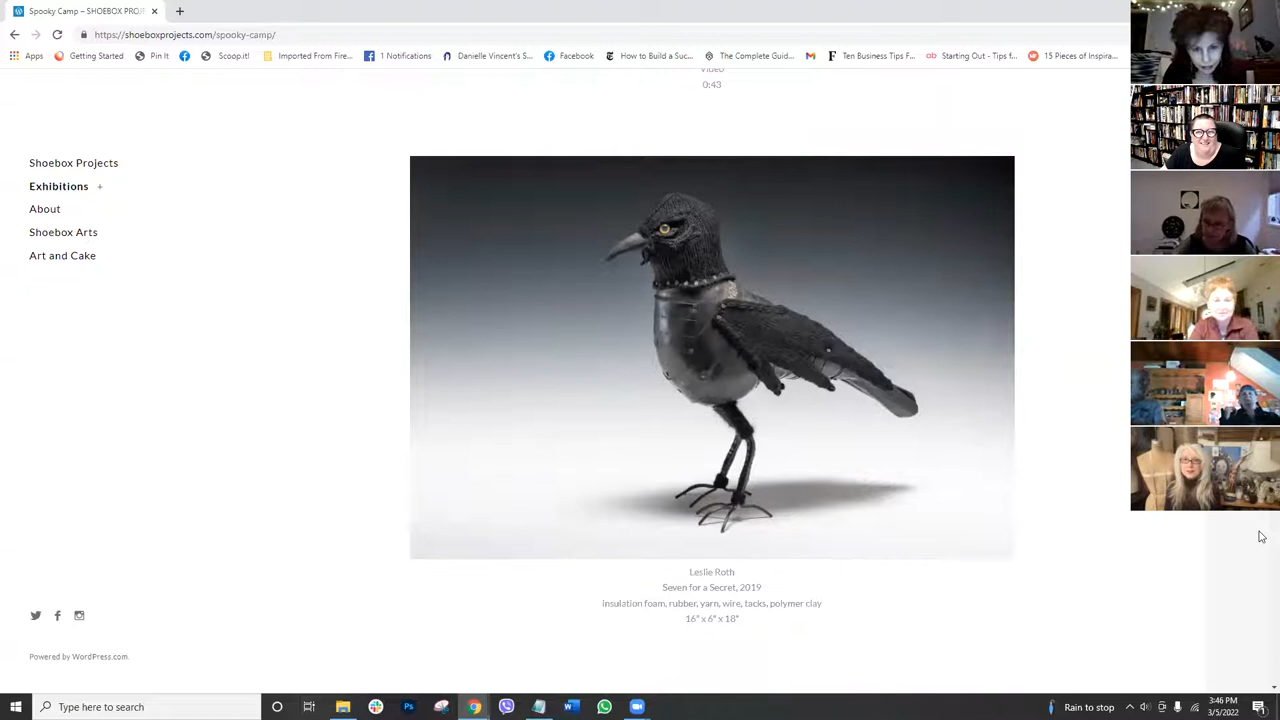 Spooky Camp – SHOEBOX PROJ
https://shoeboxprojects.com/spooky-camp/
Apps
Getting Started
Pin It
Scoop.it!
Imported From Fire...
1 Notifications
Danielle Vincent's S...
Facebook
How to Build a Suc...
The Complete Guid...
Ten Business Tips F...
Starting Out - Tips f...
15 Pieces of Inspira...
Video
0:43
Shoebox Projects
Exhibitions +
About
Shoebox Arts
Art and Cake
Leslie Roth
Seven for a Secret, 2019
insulation foam, rubber, yarn, wire, tacks, polymer clay
16" x 6" x 18"
Powered by WordPress.com.
Type here to search
Rain to stop
3:46 PM
3/5/2022